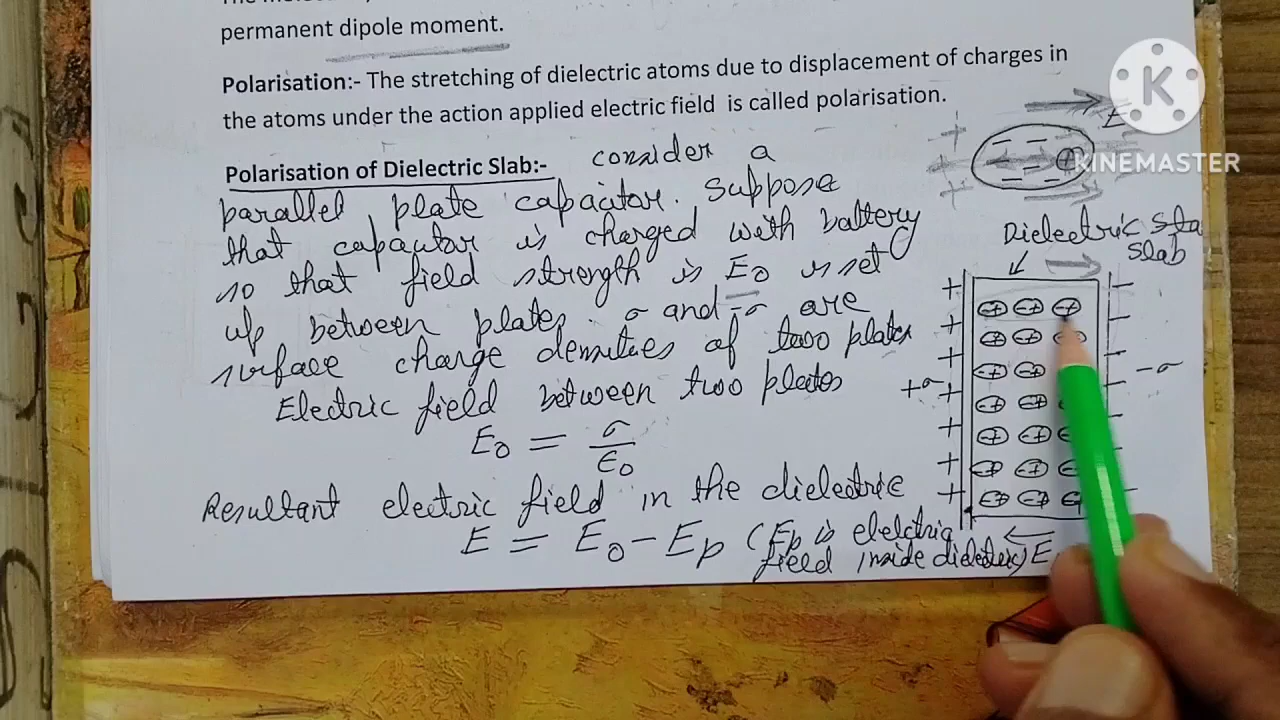 permanent dipole moment.
Polarisation:- The stretching of dielectric atoms due to displacement of charges in
the atoms under the action applied electric field is called polarisation.
Polarisation of Dielectric Slab:- consider a
parallel plate capacitor. Suppose
that capacitor is charged with battery
so that field strength is E0 is set
up between plates. σ and -σ are
surface charge densities of two plates
Electric field between two plates
E0 = σ/ε0
Resultant electric field in the dielectric
E = E0 - Ep (Ep is elelctric
field inside dielectric)
E
K
KINEMASTER
Dielectric sla
slab
+σ
-σ
E